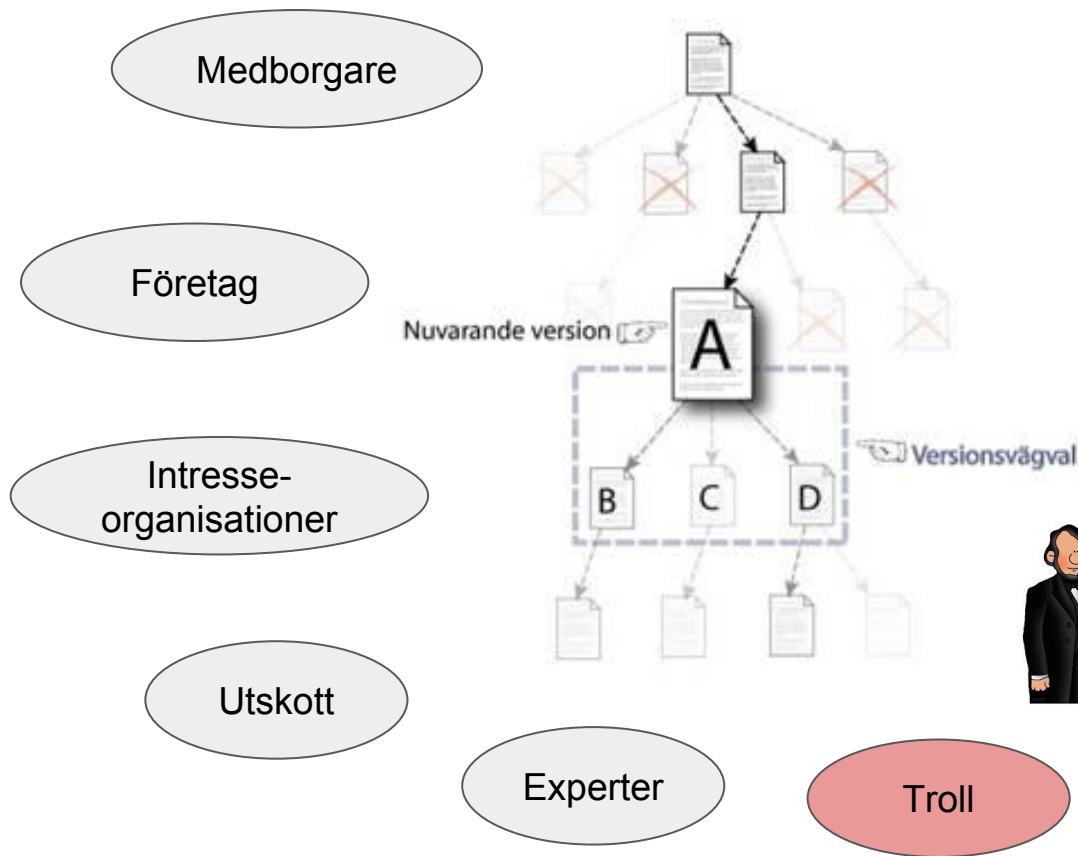 Medborgare
Företag
Nuvarande version
A
Versionsvägval
Intresse-
organisationer
B
C
D
Utskott
Experter
Troll